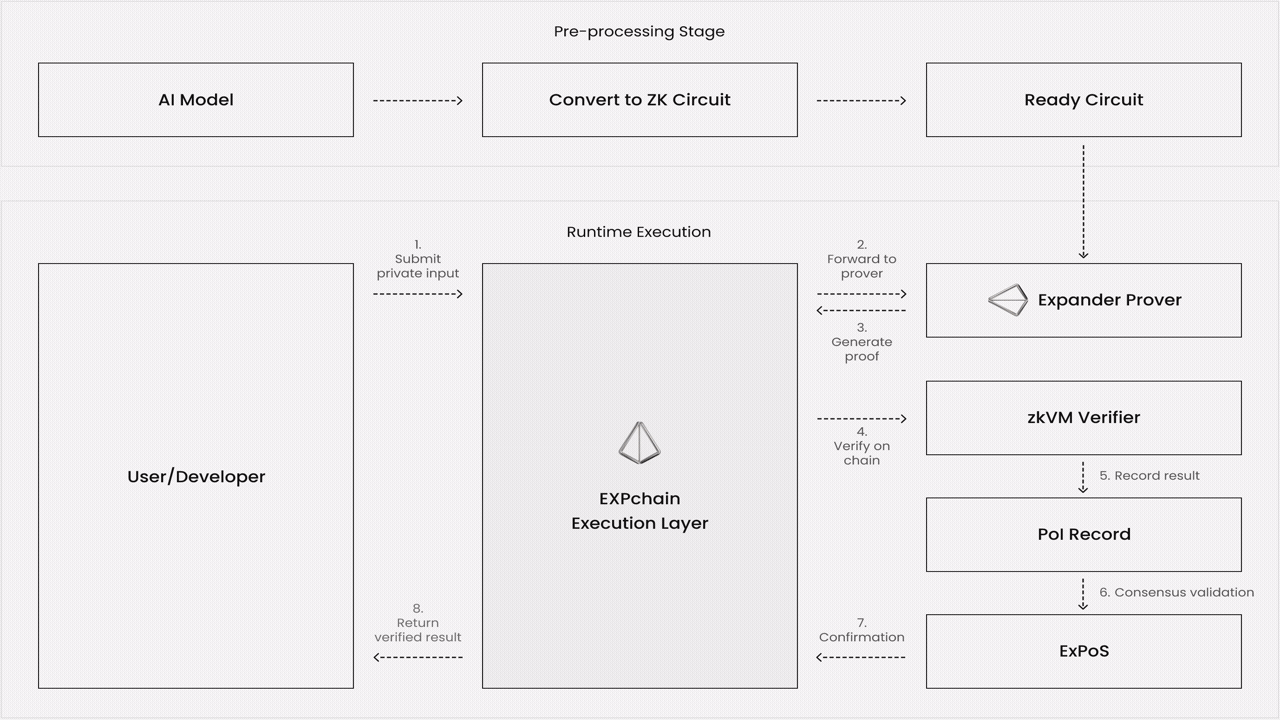 Pre-processing Stage
AI Model
Convert to ZK Circuit
Ready Circuit
Runtime Execution
1.
Submit
private input
2.
Forward to
prover
Expander Prover
3.
Generate
proof
zkVM Verifier
4.
Verify on
chain
User/Developer
EXPchain
Execution Layer
5. Record result
PoI Record
6. Consensus validation
8.
Return
verified result
7.
Confirmation
ExPoS